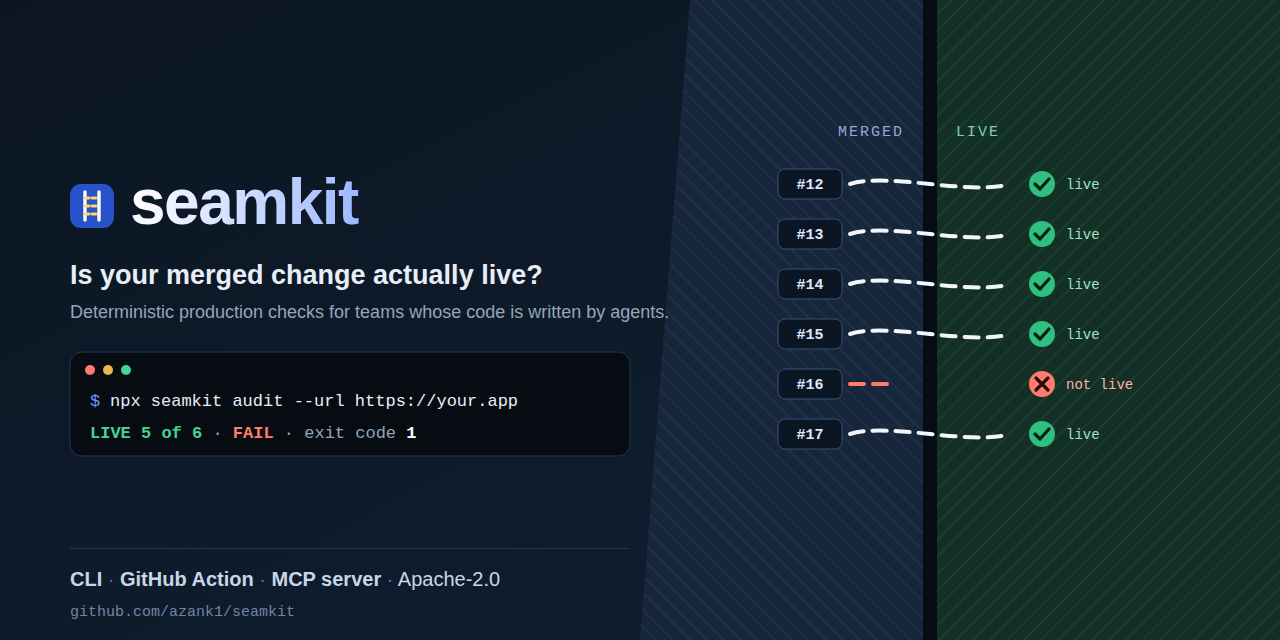 seamkit
Is your merged change actually live?
Deterministic production checks for teams whose code is written by agents.
$ npx seamkit audit --url https://your.app
LIVE 5 of 6 · FAIL · exit code 1
CLI · GitHub Action · MCP server · Apache-2.0
github.com/azank1/seamkit
MERGED LIVE
#12 live
#13 live
#14 live
#15 live
#16 not live
#17 live